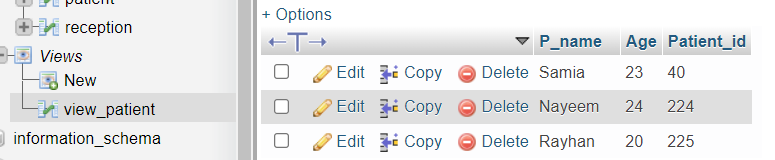 patient
reception
Views
New
view_patient
information_schema
+ Options
P_name Age Patient_id
Edit Copy Delete Samia 23 40
Edit Copy Delete Nayeem 24 224
Edit Copy Delete Rayhan 20 225